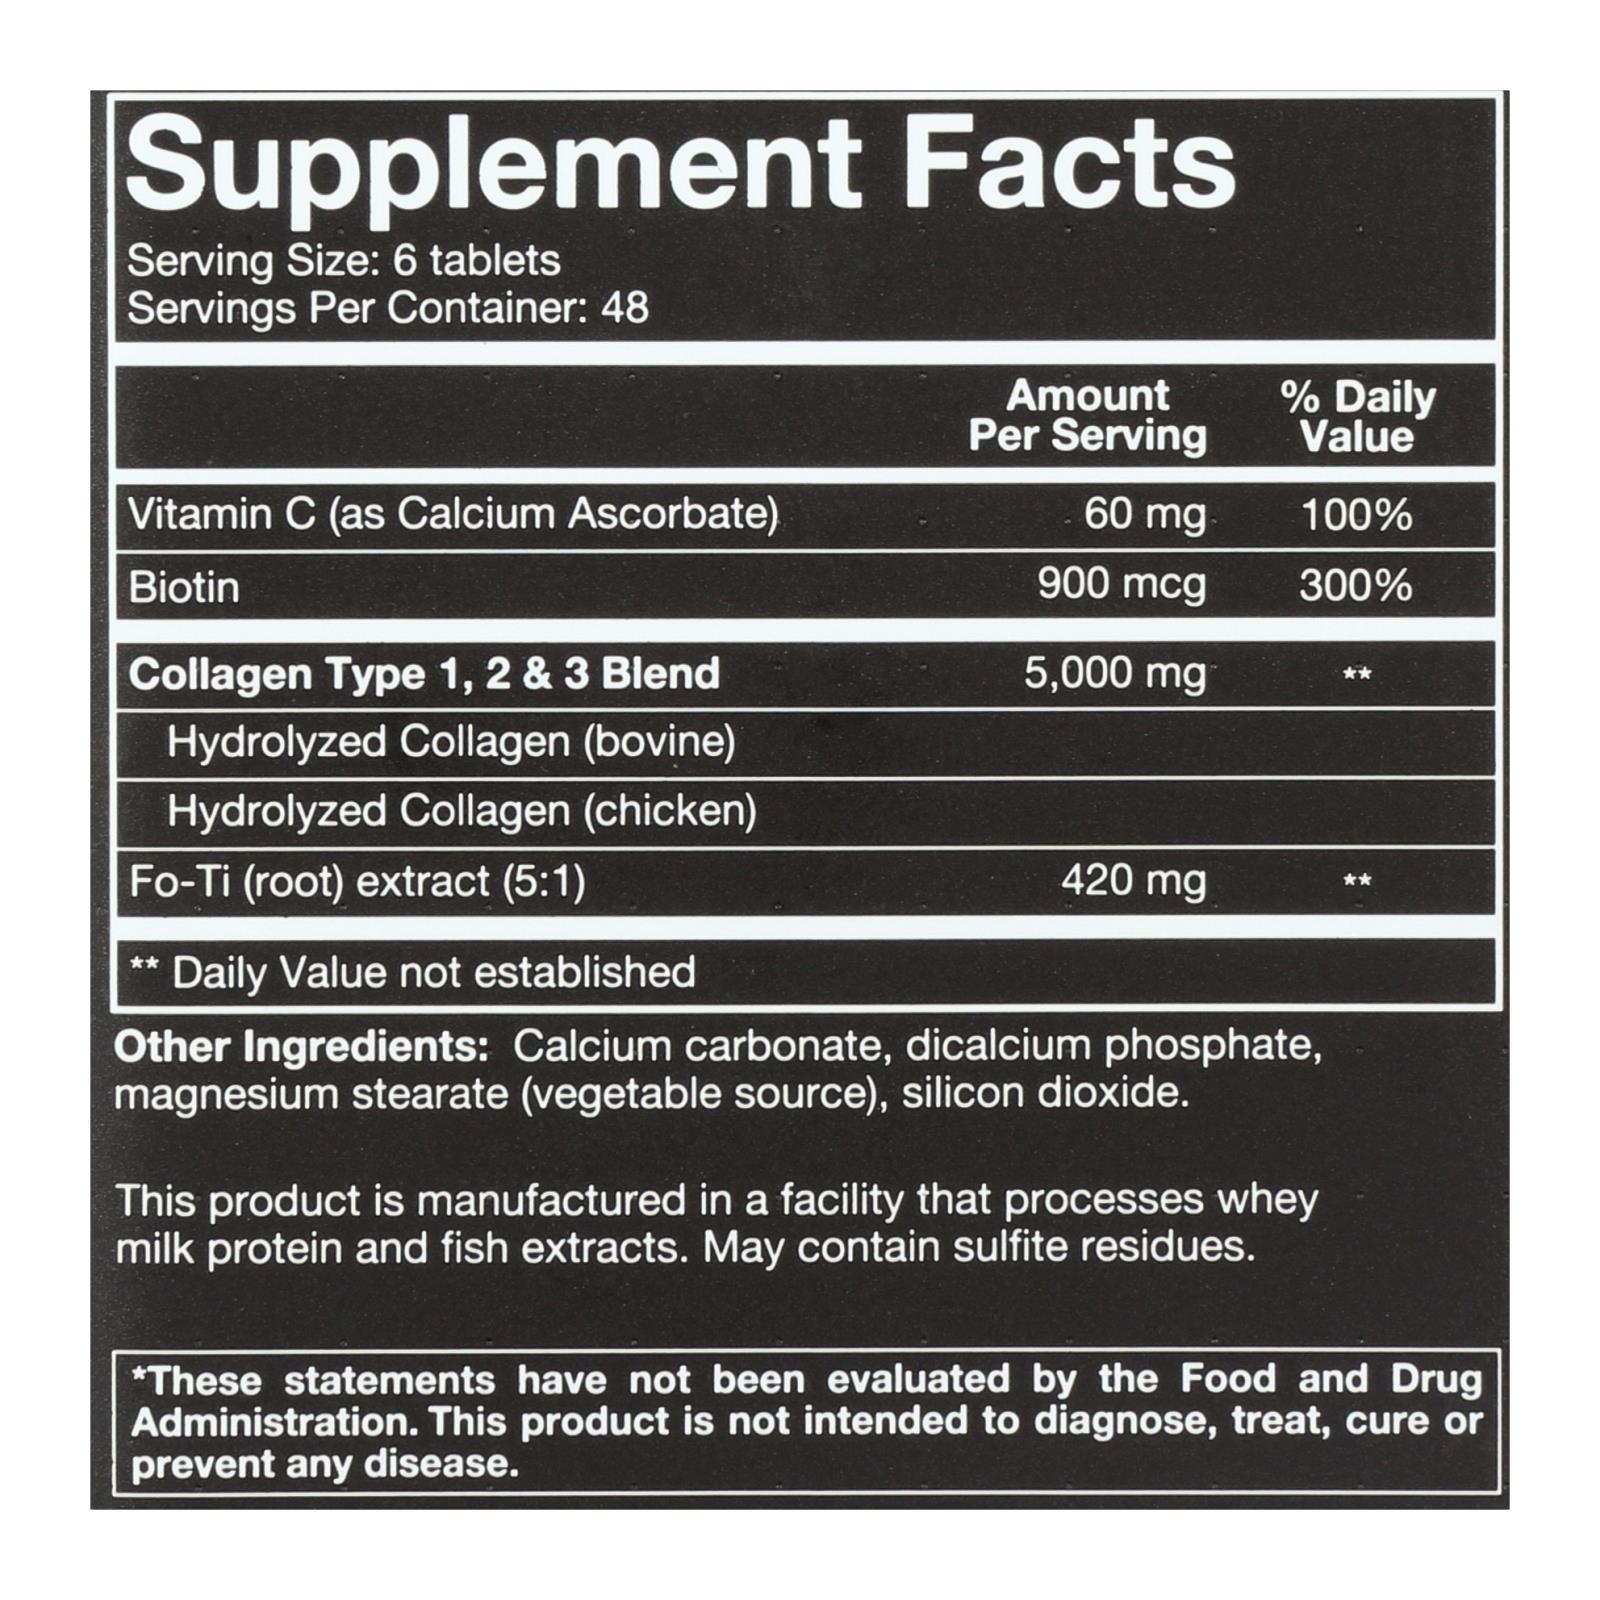 Supplement Facts
Serving Size: 6 tablets
Servings Per Container: 48
Amount Per Serving % Daily Value
Vitamin C (as Calcium Ascorbate) 60 mg 100%
Biotin 900 mcg 300%
Collagen Type 1, 2 & 3 Blend 5,000 mg **
Hydrolyzed Collagen (bovine)
Hydrolyzed Collagen (chicken)
Fo-Ti (root) extract (5:1) 420 mg **
** Daily Value not established
Other Ingredients: Calcium carbonate, dicalcium phosphate,
magnesium stearate (vegetable source), silicon dioxide.
This product is manufactured in a facility that processes whey
milk protein and fish extracts. May contain sulfite residues.
*These statements have not been evaluated by the Food and Drug
Administration. This product is not intended to diagnose, treat, cure or
prevent any disease.